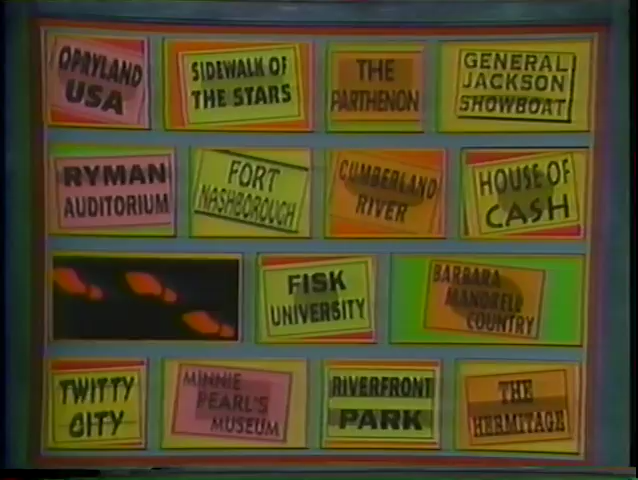 OPRYLAND
USA
SIDEWALK OF
THE STARS
THE
PARTHENON
GENERAL
JACKSON
SHOWBOAT
RYMAN
AUDITORIUM
FORT
NASHBOROUGH
CUMBERLAND
RIVER
HOUSE OF
CASH
FISK
UNIVERSITY
BARBARA
MANDRELL
COUNTRY
TWITTY
CITY
MINNIE
PEARL'S
MUSEUM
RIVERFRONT
PARK
THE
HERMITAGE